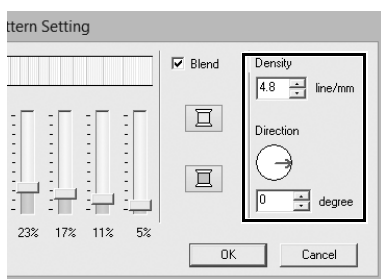 ttern Setting
Blend
Density
4.8 line/mm
Direction
0 degree
23% 17% 11% 5%
OK Cancel